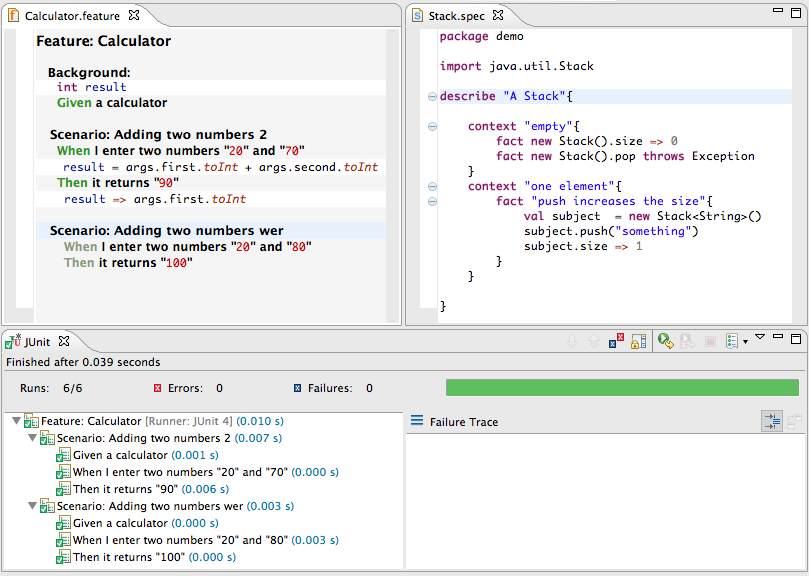 Calculator.feature
Feature: Calculator
Background:
int result
Given a calculator
Scenario: Adding two numbers 2
When I enter two numbers "20" and "70"
result = args.first.toInt + args.second.toInt
Then it returns "90"
result => args.first.toInt
Scenario: Adding two numbers wer
When I enter two numbers "20" and "80"
Then it returns "100"
Stack.spec
package demo
import java.util.Stack
describe "A Stack"{
context "empty"{
fact new Stack().size => 0
fact new Stack().pop throws Exception
}
context "one element"{
fact "push increases the size"{
val subject  = new Stack<String>()
subject.push("something")
subject.size => 1
}
}
}
JUnit
Finished after 0.039 seconds
Runs: 6/6 Errors: 0 Failures: 0
Feature: Calculator [Runner: JUnit 4] (0.010 s)
Scenario: Adding two numbers 2 (0.007 s)
Given a calculator (0.001 s)
When I enter two numbers "20" and "70" (0.000 s)
Then it returns "90" (0.006 s)
Scenario: Adding two numbers wer (0.003 s)
Given a calculator (0.000 s)
When I enter two numbers "20" and "80" (0.003 s)
Then it returns "100" (0.000 s)
Failure Trace